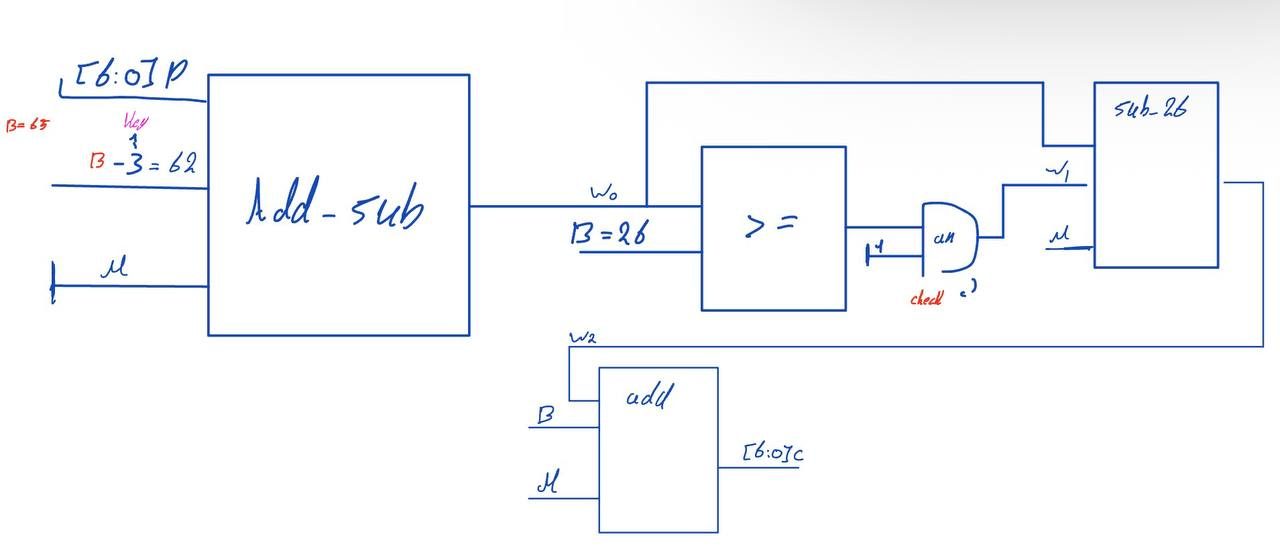 [6:0]P
B=65
Key
B-3=62
M
Add-sub
W0
B=26
>=
1
an
check
W1
M
sub-26
W2
add
B
M
[6:0]C